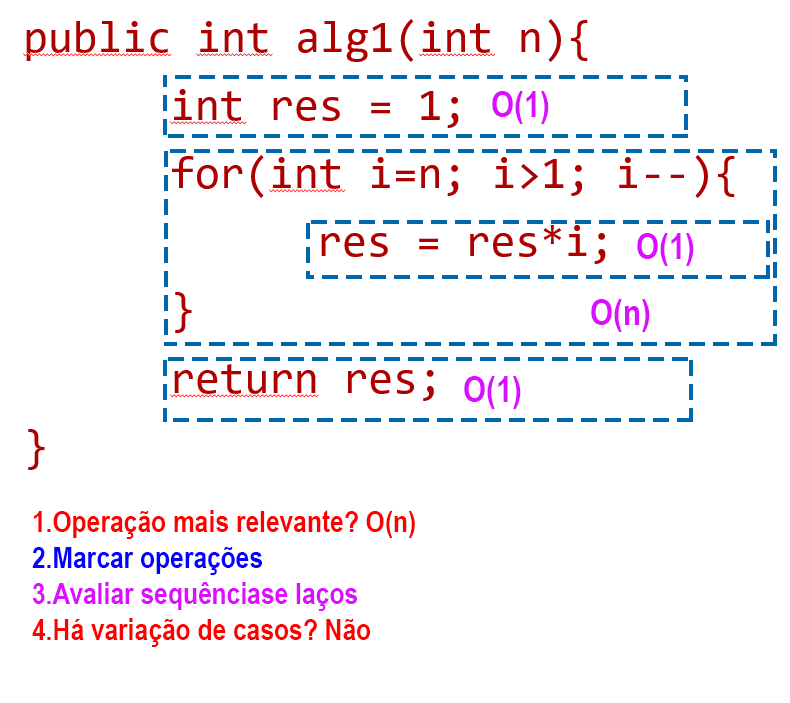 public int alg1(int n){
int res = 1; O(1)
for(int i=n; i>1; i--){
res = res*i; O(1)
} O(n)
return res; O(1)
}
1.Operação mais relevante? O(n)
2.Marcar operações
3.Avaliar sequênciase laços
4.Há variação de casos? Não